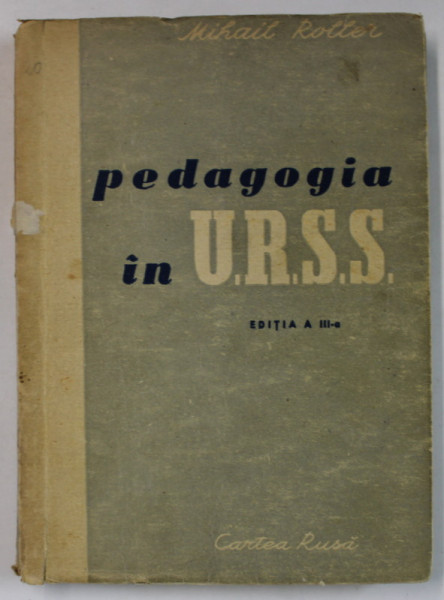 Mihail Roller
pedagogia
în U.R.S.S.
EDIȚIA A III-a
Cartea Rusă